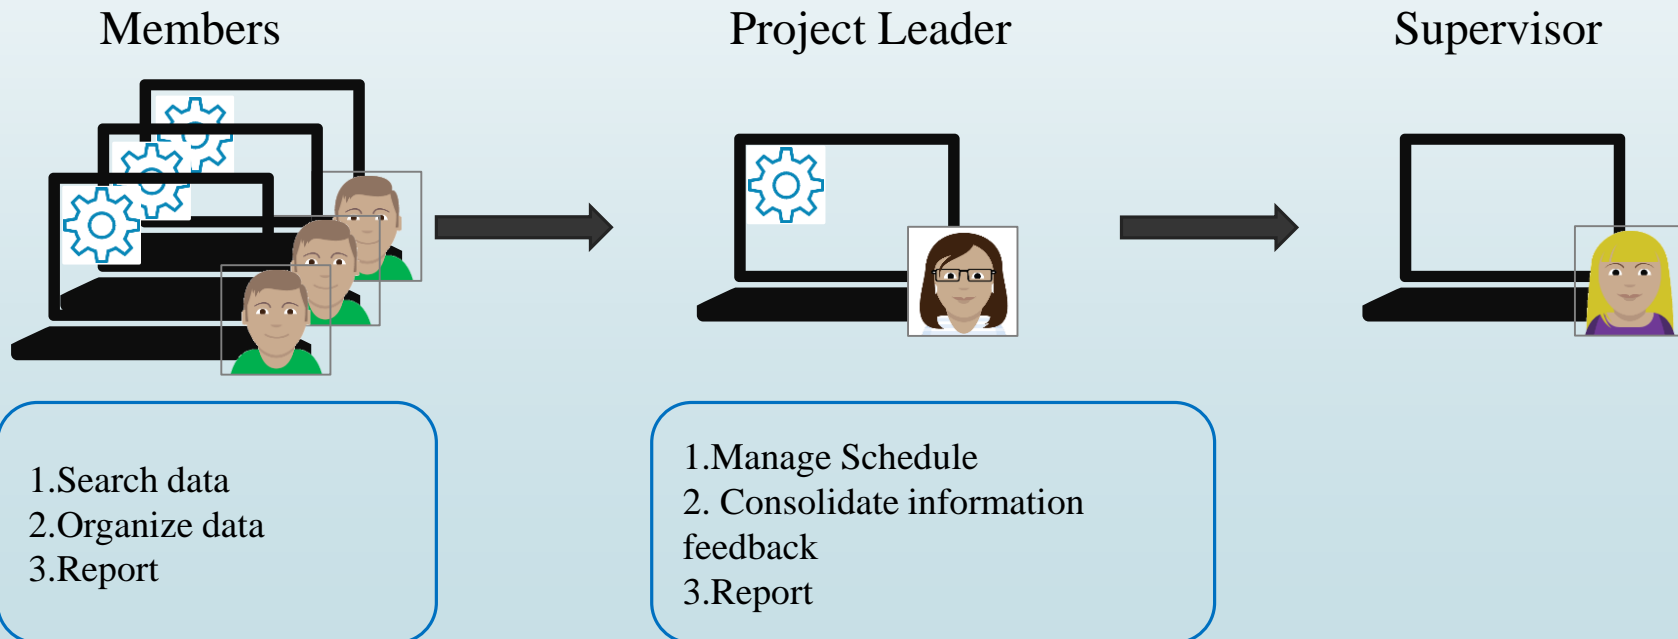 Members
Project Leader
Supervisor
1.Search data
2.Organize data
3.Report
1.Manage Schedule
2. Consolidate information
feedback
3.Report